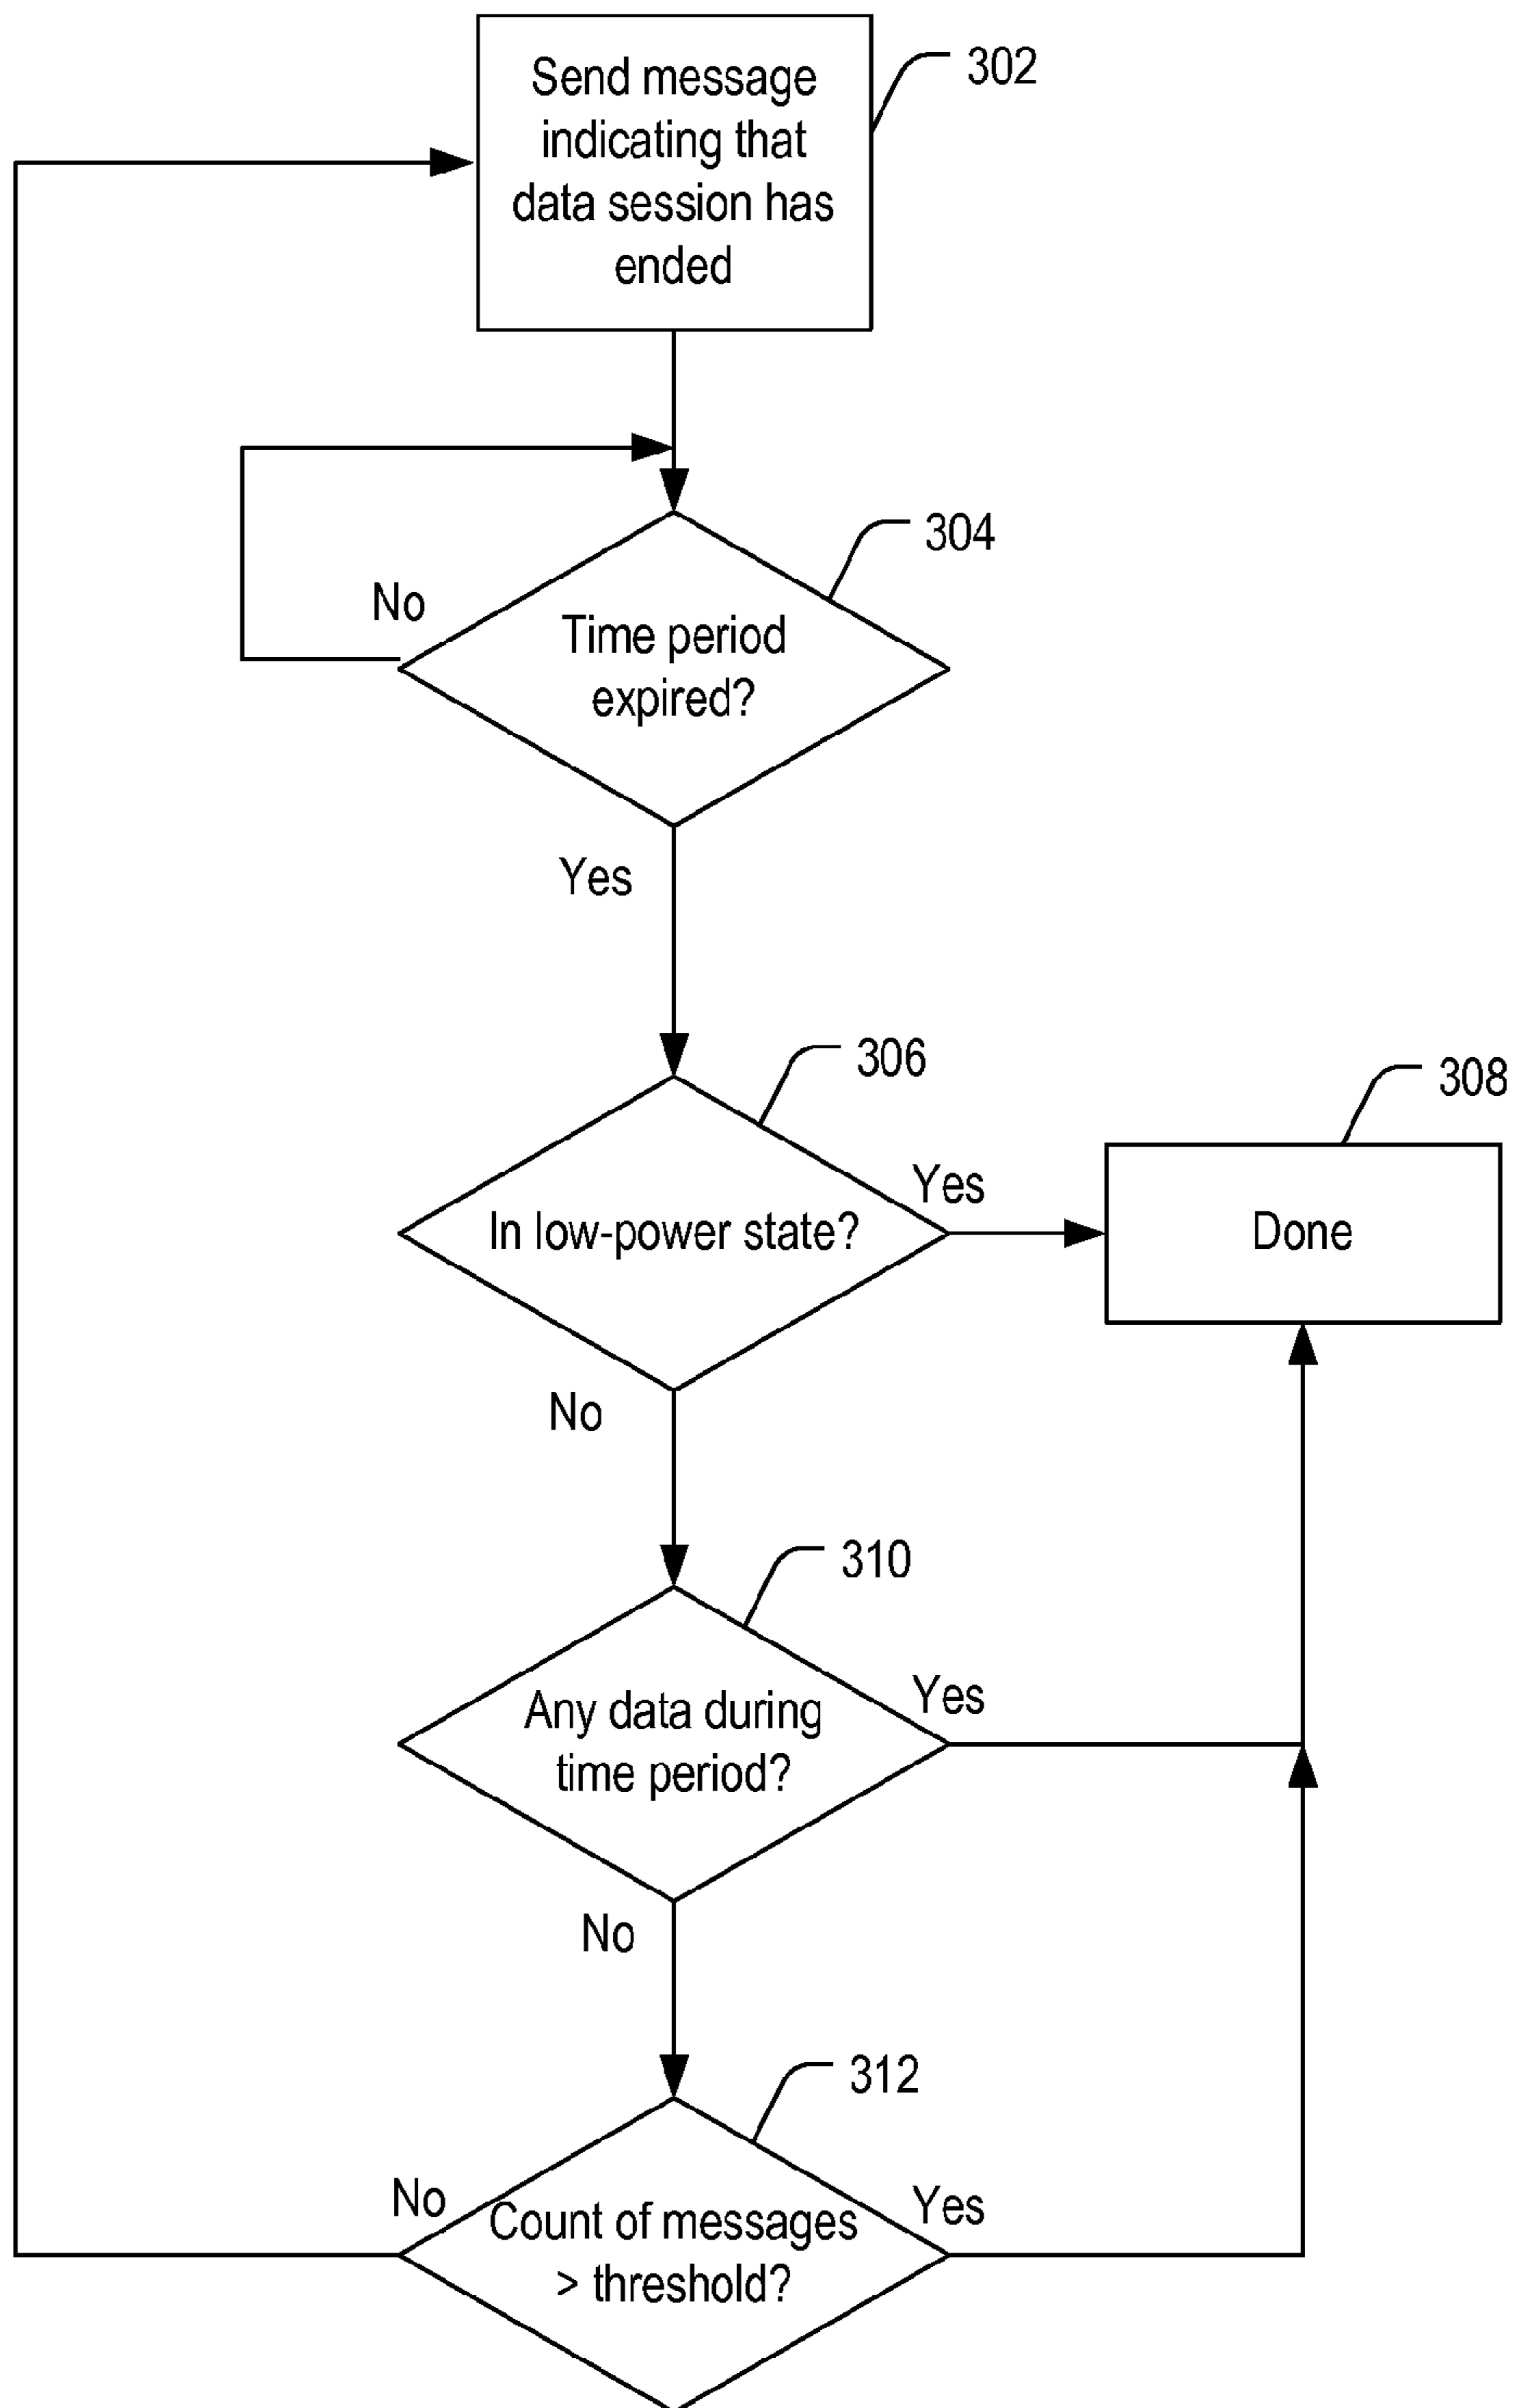 Send message
indicating that
data session has
ended
302
304
No
Time period
expired?
Yes
306
308
Yes
In low-power state?
Done
No
310
Yes
Any data during
time period?
No
312
No
Yes
Count of messages
> threshold?